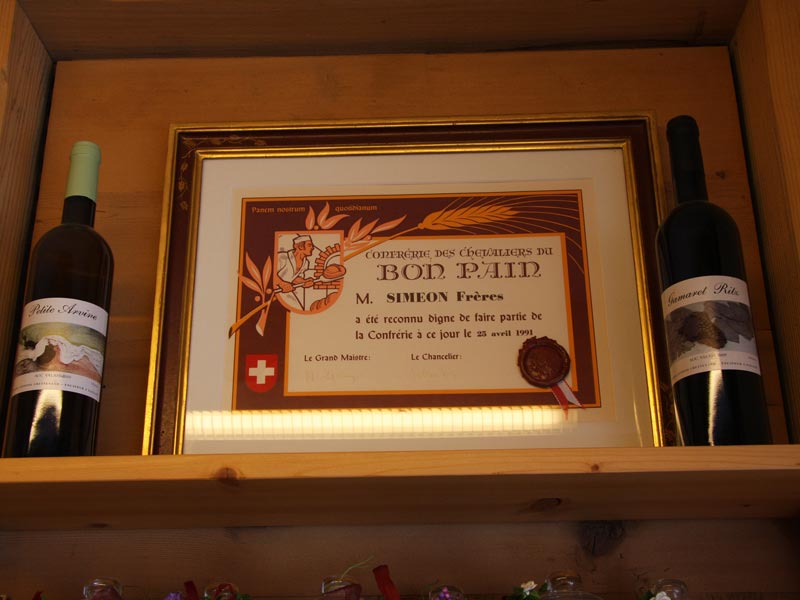 Panem nostrum quotidianum
CONFRÉRIE DES CHEVALIERS DU
BON PAIN
M. SIMEON Frères
a été reconnu digne de faire partie de
la Confrérie à ce jour le 25 avril 1991
Le Grand Maistre: Le Chancelier:
Petite Arvine
Gamaret Ritz